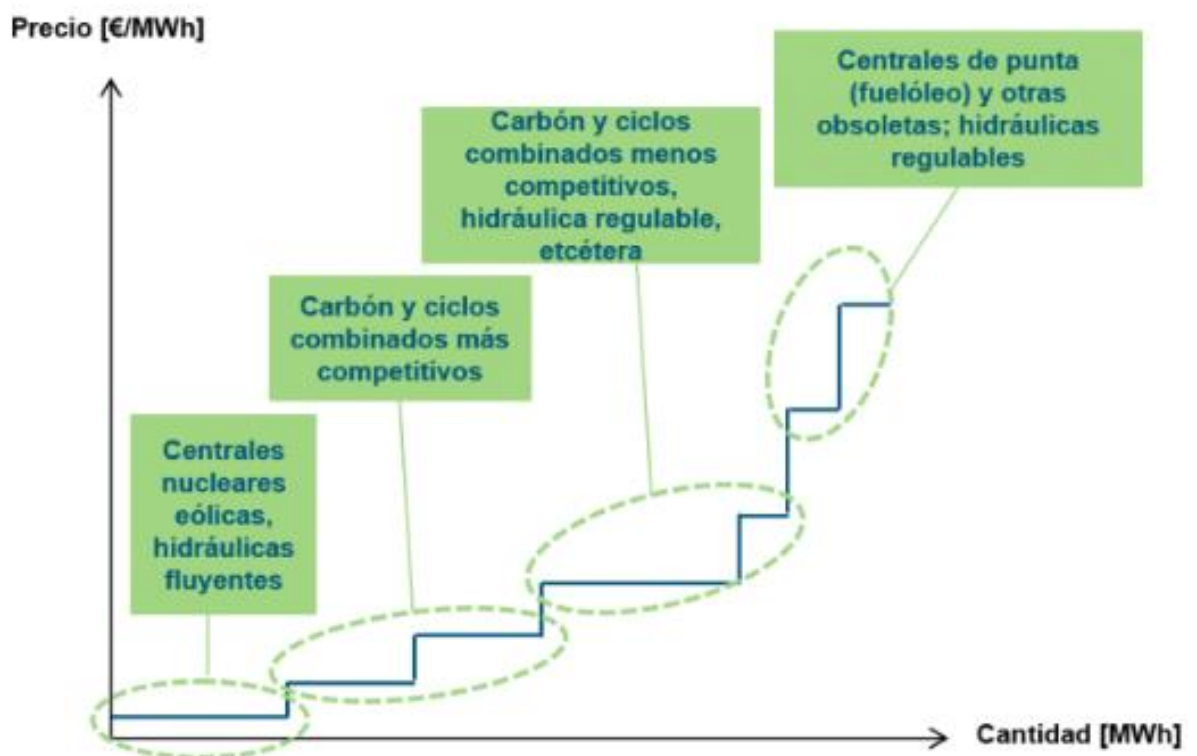 Precio [€/MWh]
Centrales de punta
(fuelóleo) y otras
obsoletas; hidráulicas
regulables
Carbón y ciclos
combinados menos
competitivos,
hidráulica regulable,
etcétera
Carbón y ciclos
combinados más
competitivos
Centrales
nucleares
eólicas,
hidráulicas
fluyentes
Cantidad [MWh]